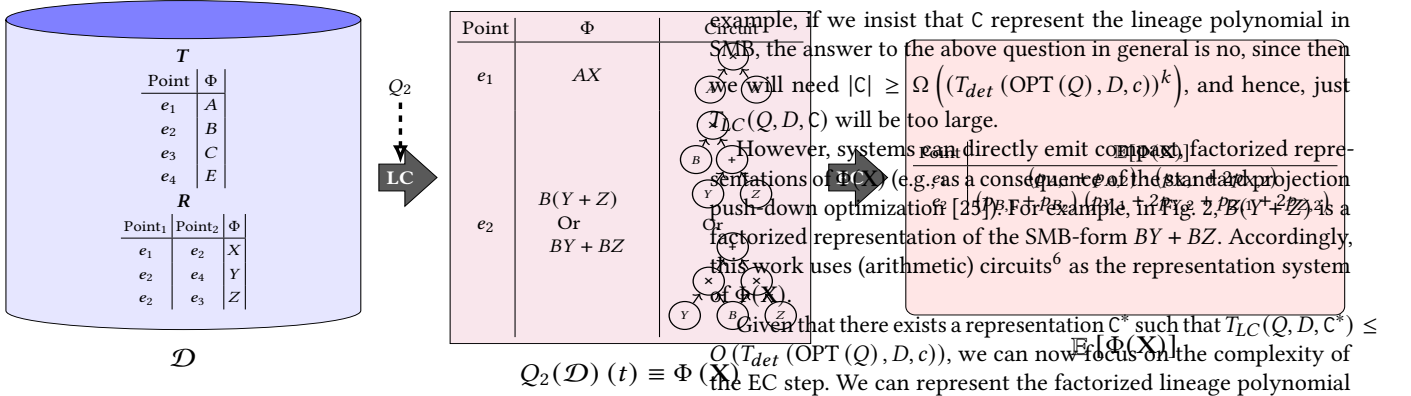 T
Point Φ
e₁ A
e₂ B
e₃ C
e₄ E
R
Point₁ Point₂ Φ
e₁ e₂ X
e₂ e₄ Y
e₂ e₃ Z
𝒟
Q₂
LC
Point Φ Circuit
e₁ AX
×
A
×
B +
Y Z
e₂ B(Y + Z)
Or
BY + BZ
Or
+
× ×
Y B Z
Q₂(𝒟) (t) ≡ Φ (X)
Point 𝔼[Φ(X)]
𝔼 [Φ(X)]
example, if we insist that C represent the lineage polynomial in
SMB, the answer to the above question in general is no, since then
we will need |C| ≥ Ω ((T_det (OPT (Q) , D, c))^k), and hence, just
T_LC(Q, D, C) will be too large.
However, systems can directly emit compact, factorized repre-
sentations of Φ(X) (e.g., as a consequence of the standard projection
push-down optimization [25]). For example, in Fig. 2, B(Y + Z) is a
factorized representation of the SMB-form BY + BZ. Accordingly,
this work uses (arithmetic) circuits⁶ as the representation system
of Φ(X).
Given that there exists a representation C* such that T_LC(Q, D, C*) ≤
O (T_det (OPT (Q) , D, c)), we can now focus on the complexity of
the EC step. We can represent the factorized lineage polynomial